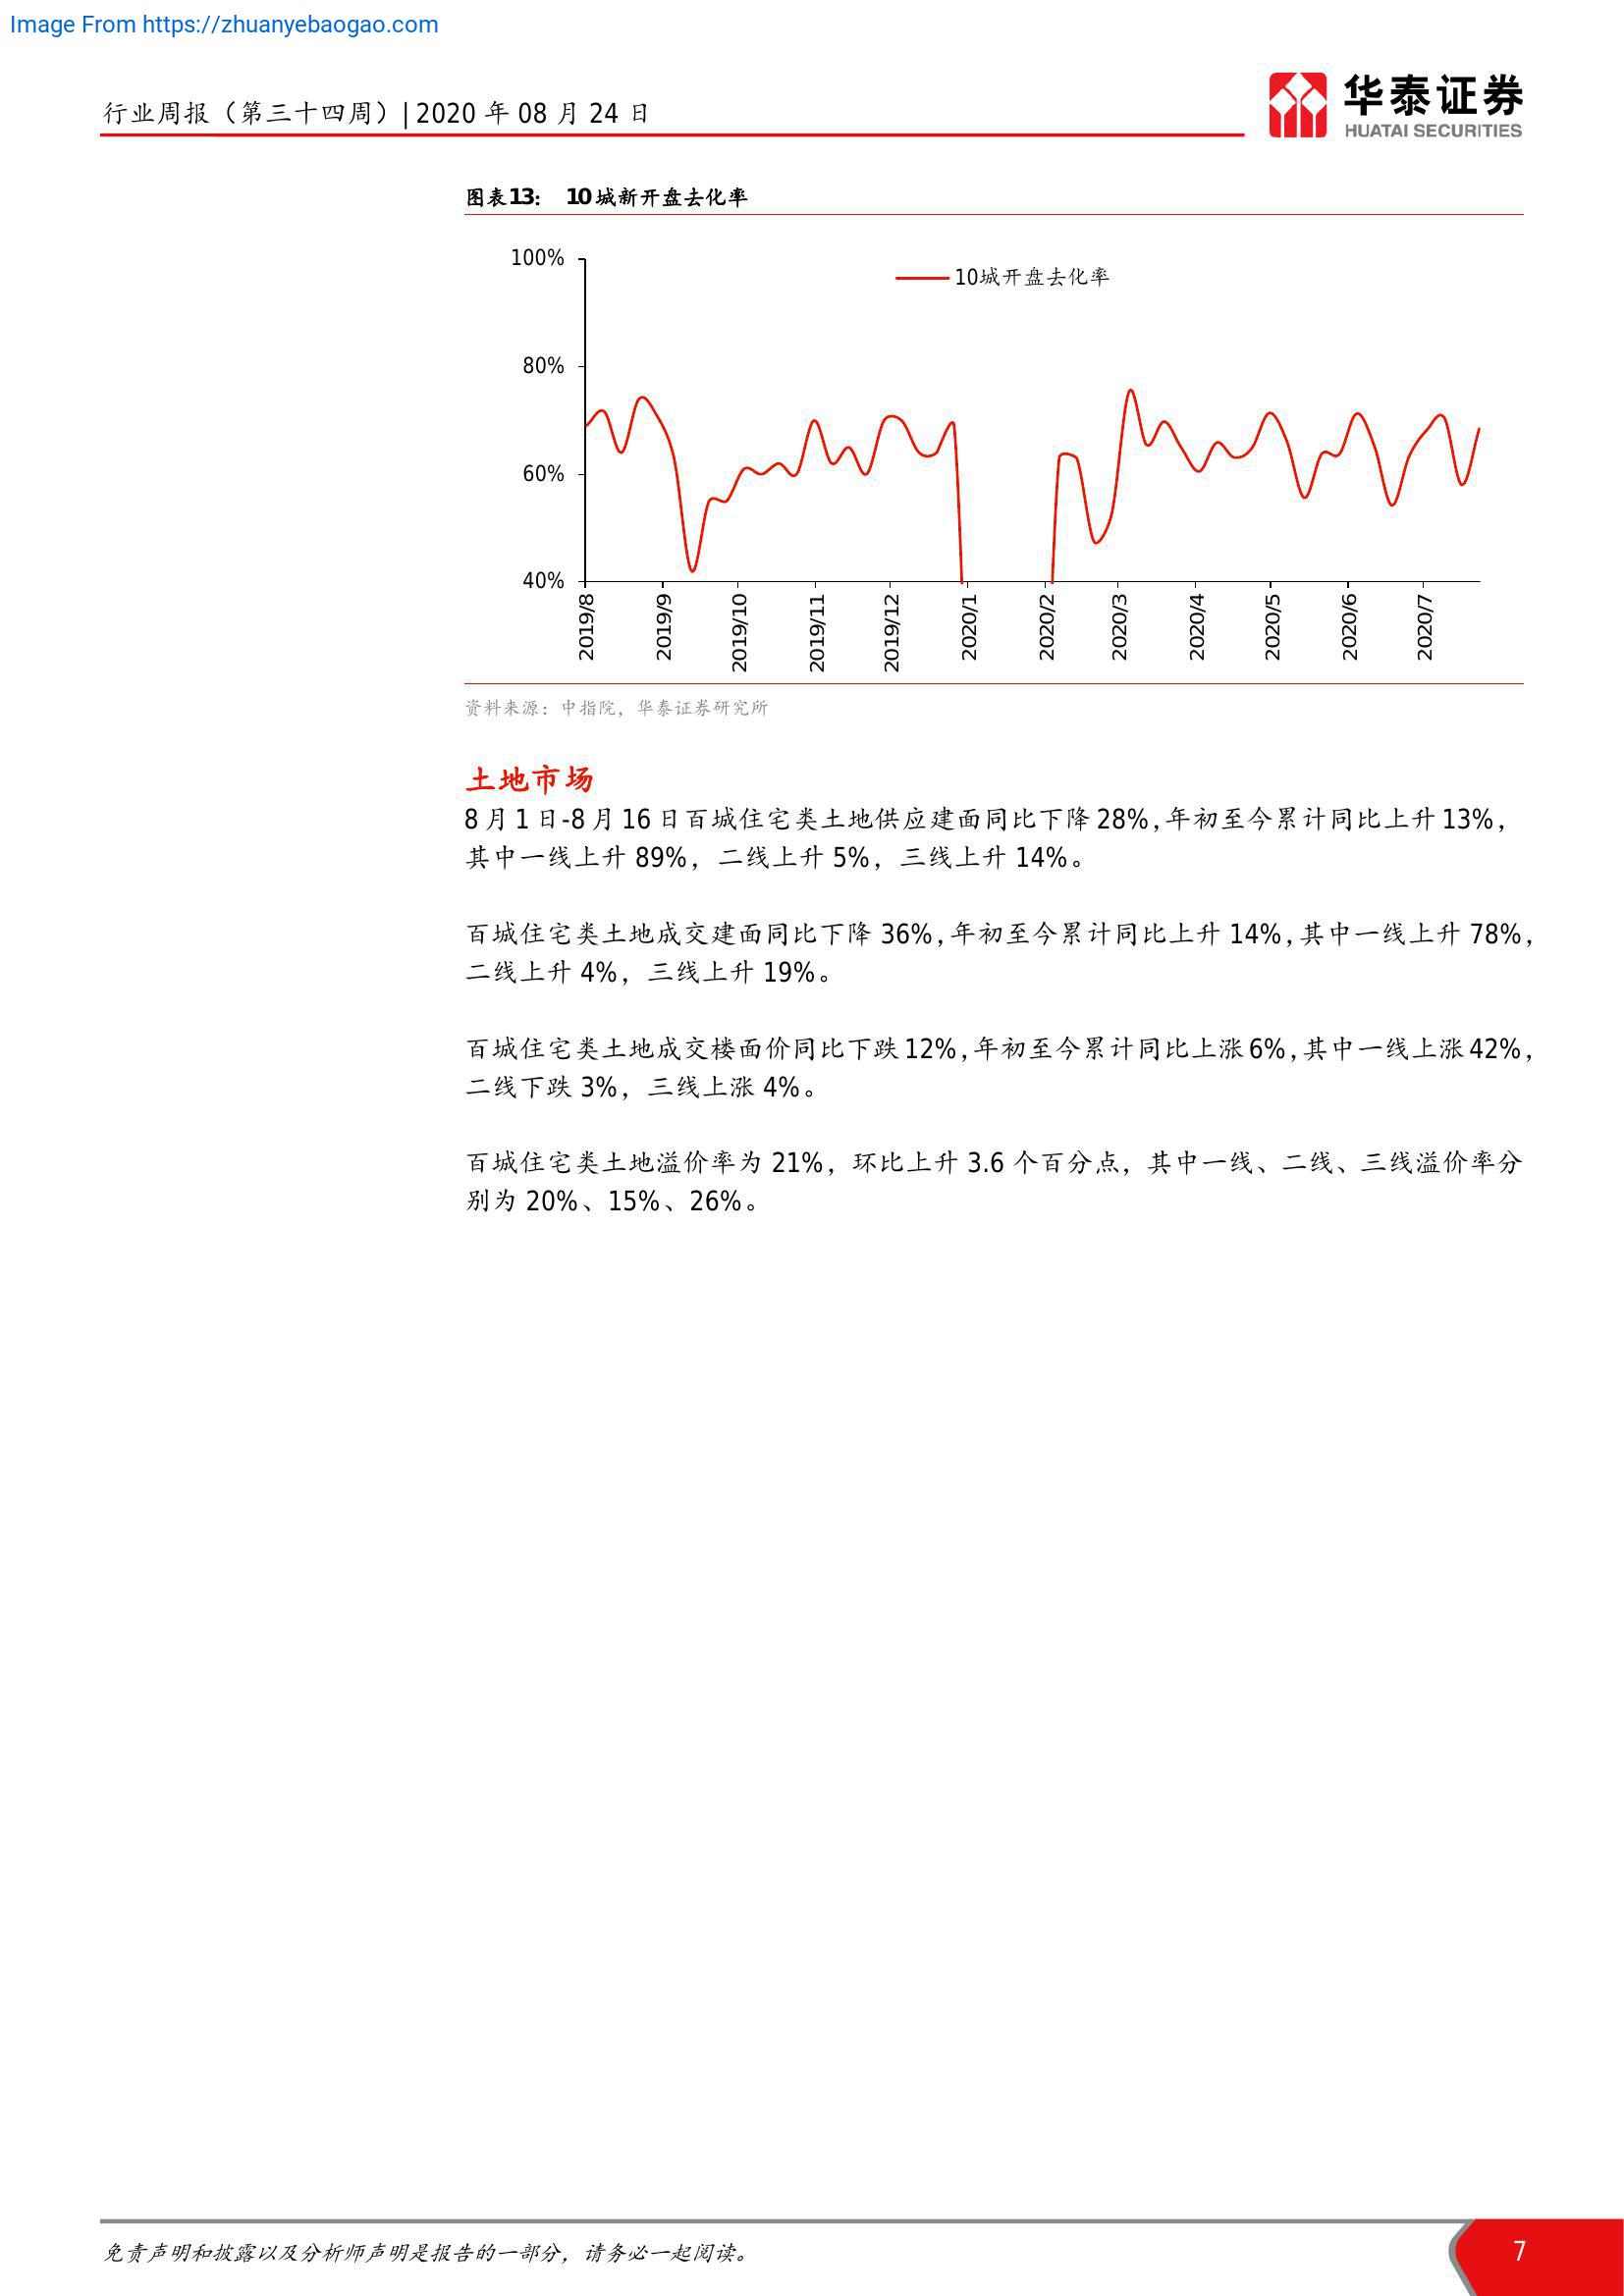 Image From https://zhuanyebaogao.com
行业周报（第三十四周）| 2020 年 08 月 24 日
华泰证券
HUATAI SECURITIES
图表13： 10 城新开盘去化率
100%
80%
60%
40%
10城开盘去化率
2019/8
2019/9
2019/10
2019/11
2019/12
2020/1
2020/2
2020/3
2020/4
2020/5
2020/6
2020/7
资料来源：中指院，华泰证券研究所
土地市场
8 月 1 日-8 月 16 日百城住宅类土地供应建面同比下降 28%，年初至今累计同比上升 13%，
其中一线上升 89%，二线上升 5%，三线上升 14%。
百城住宅类土地成交建面同比下降 36%，年初至今累计同比上升 14%，其中一线上升 78%，
二线上升 4%，三线上升 19%。
百城住宅类土地成交楼面价同比下跌 12%，年初至今累计同比上涨 6%，其中一线上涨 42%，
二线下跌 3%，三线上涨 4%。
百城住宅类土地溢价率为 21%，环比上升 3.6 个百分点，其中一线、二线、三线溢价率分
别为 20%、15%、26%。
免责声明和披露以及分析师声明是报告的一部分，请务必一起阅读。
7